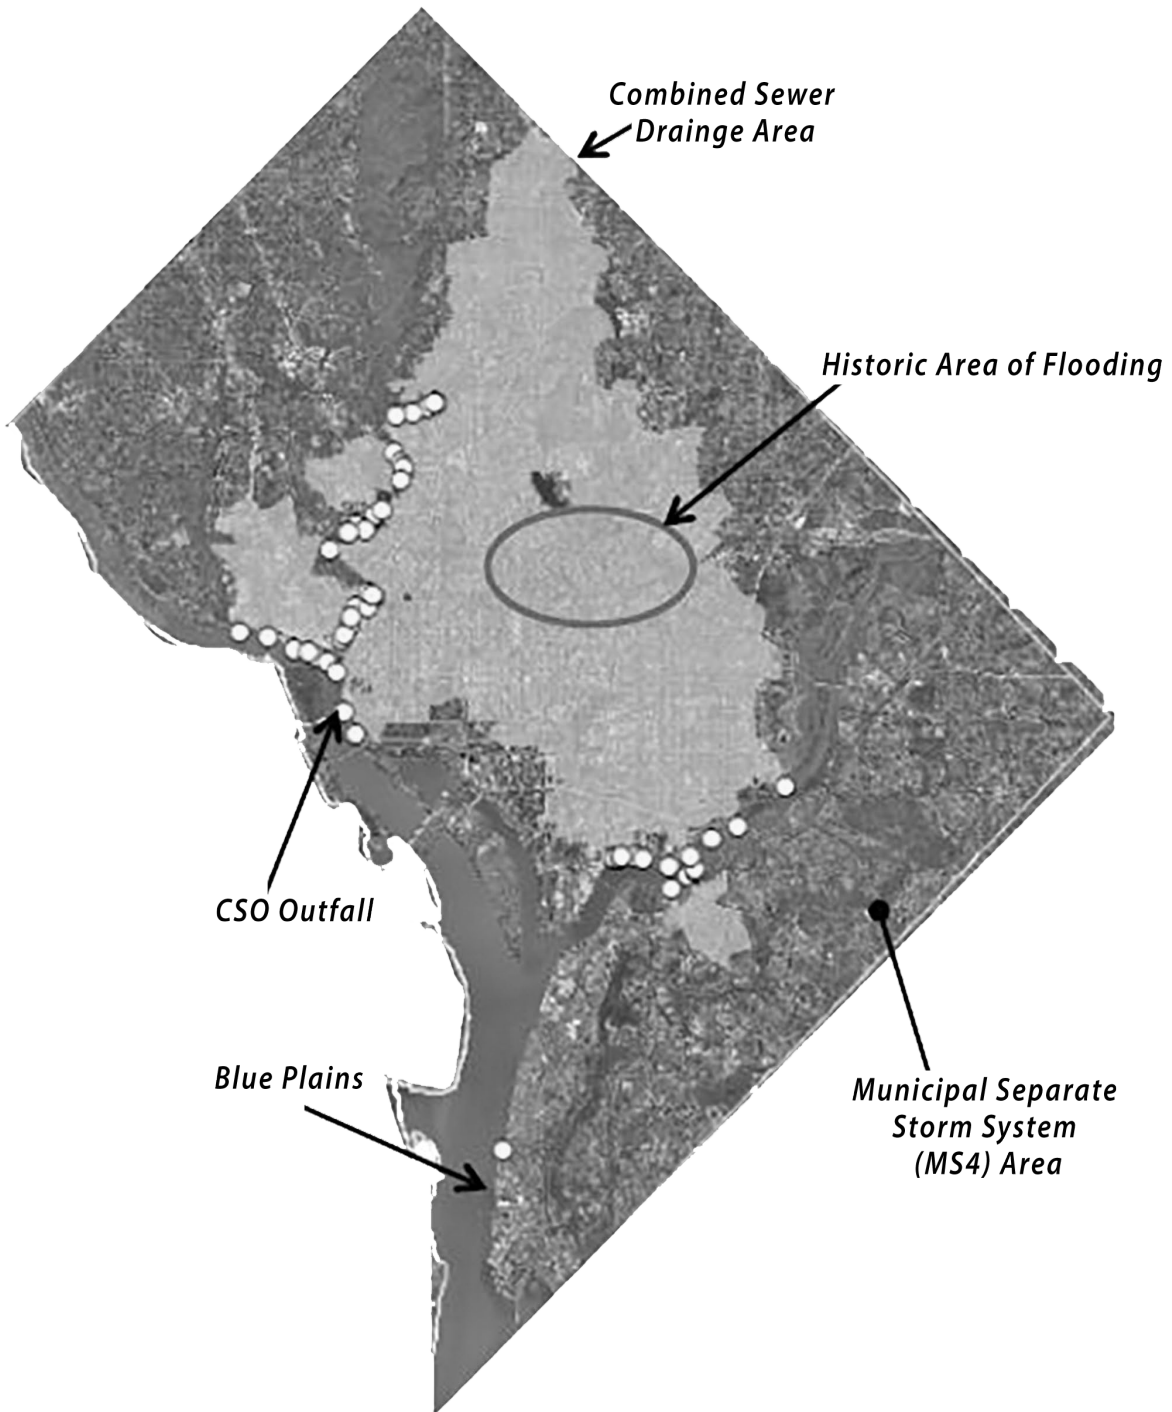 Combined Sewer
Drainge Area
Historic Area of Flooding
CSO Outfall
Blue Plains
Municipal Separate
Storm System
(MS4) Area